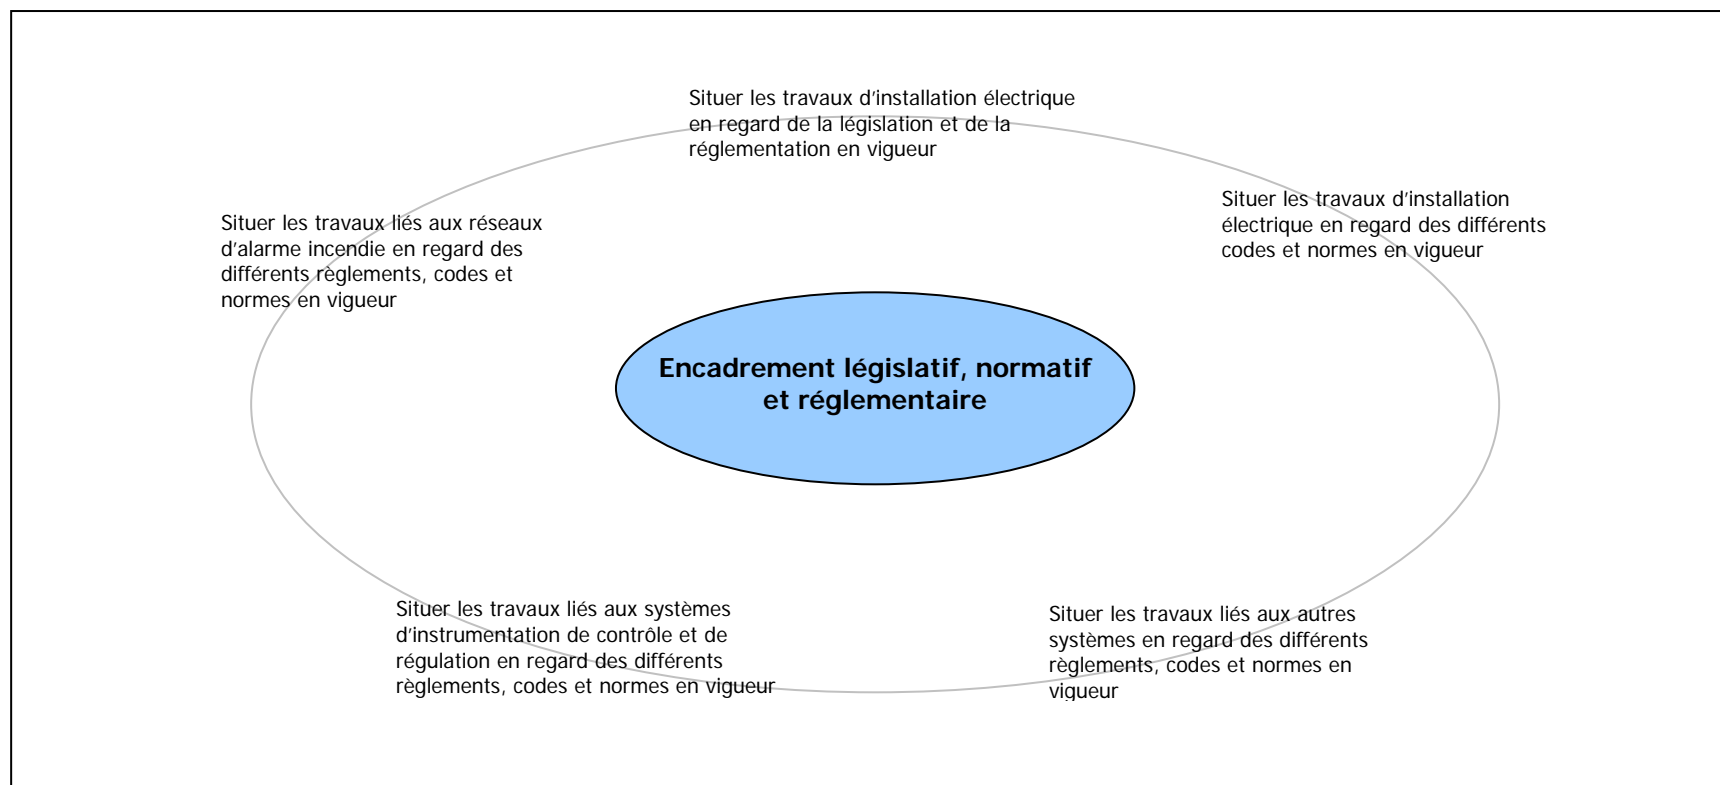 Situer les travaux d'installation électrique
en regard de la législation et de la
réglementation en vigueur
Situer les travaux d'installation
électrique en regard des différents
codes et normes en vigueur
Situer les travaux liés aux réseaux
d'alarme incendie en regard des
différents règlements, codes et
normes en vigueur
Encadrement législatif, normatif
et réglementaire
Situer les travaux liés aux systèmes
d'instrumentation de contrôle et de
régulation en regard des différents
règlements, codes et normes en vigueur
Situer les travaux liés aux autres
systèmes en regard des différents
règlements, codes et normes en
vigueur